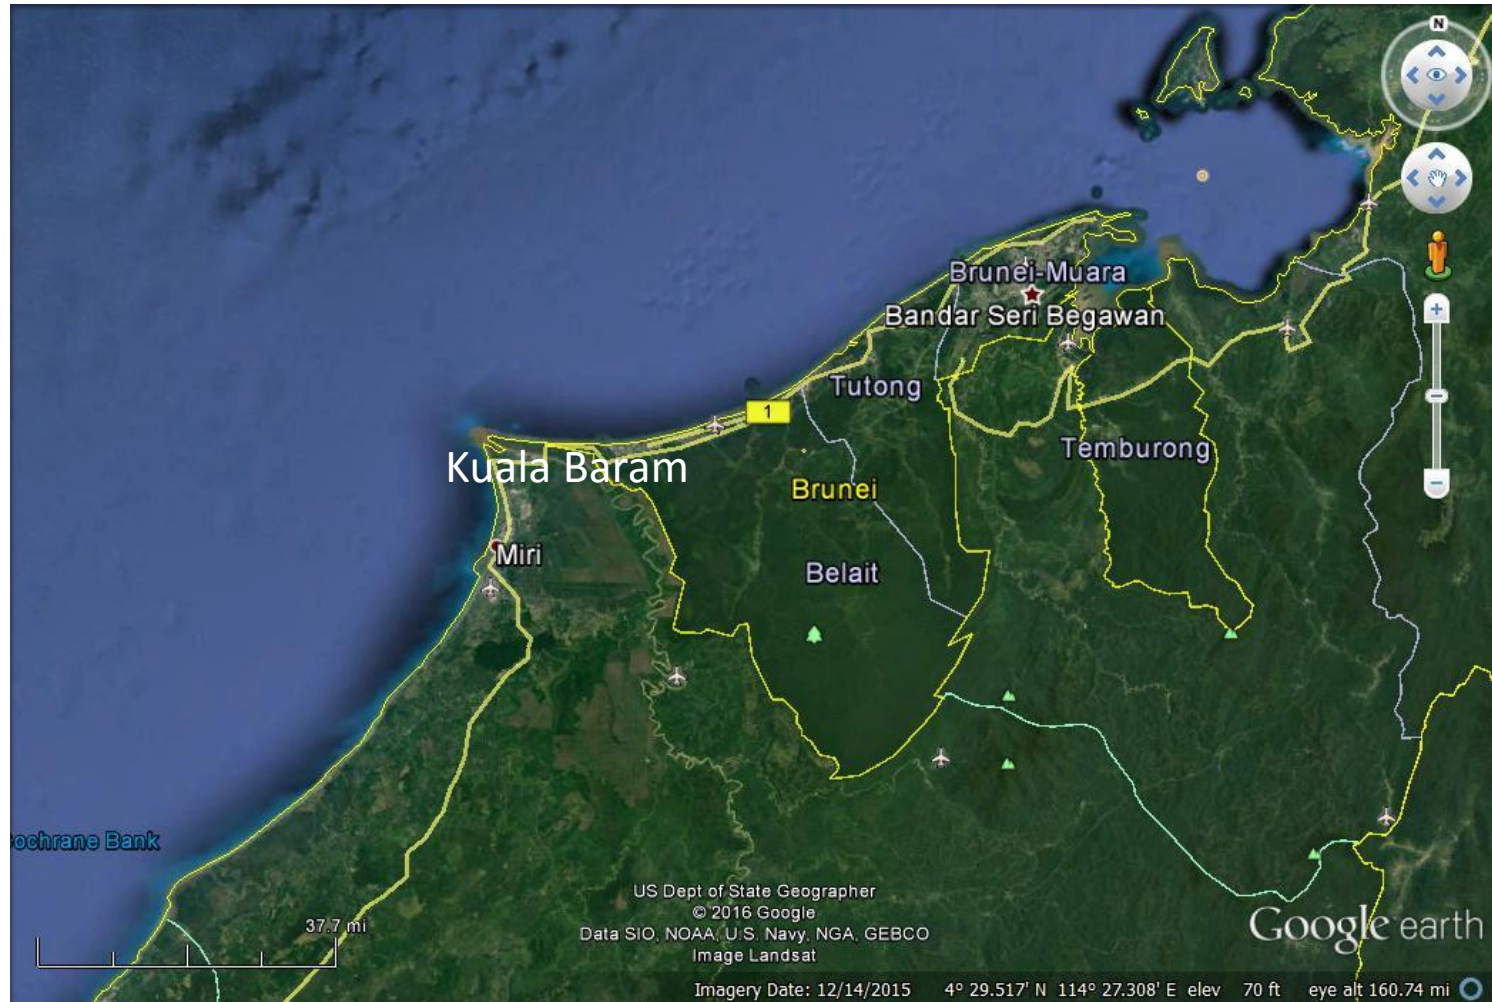 N
Brunei-Muara
Bandar Seri Begawan
Tutong
1
Temburong
Kuala Baram
Brunei
Miri
Belait
ochrane Bank
37.7 mi
US Dept of State Geographer
© 2016 Google
Data SIO, NOAA, U.S. Navy, NGA, GEBCO
Image Landsat
Google earth
Imagery Date: 12/14/2015 4° 29.517' N 114° 27.308' E elev 70 ft eye alt 160.74 mi